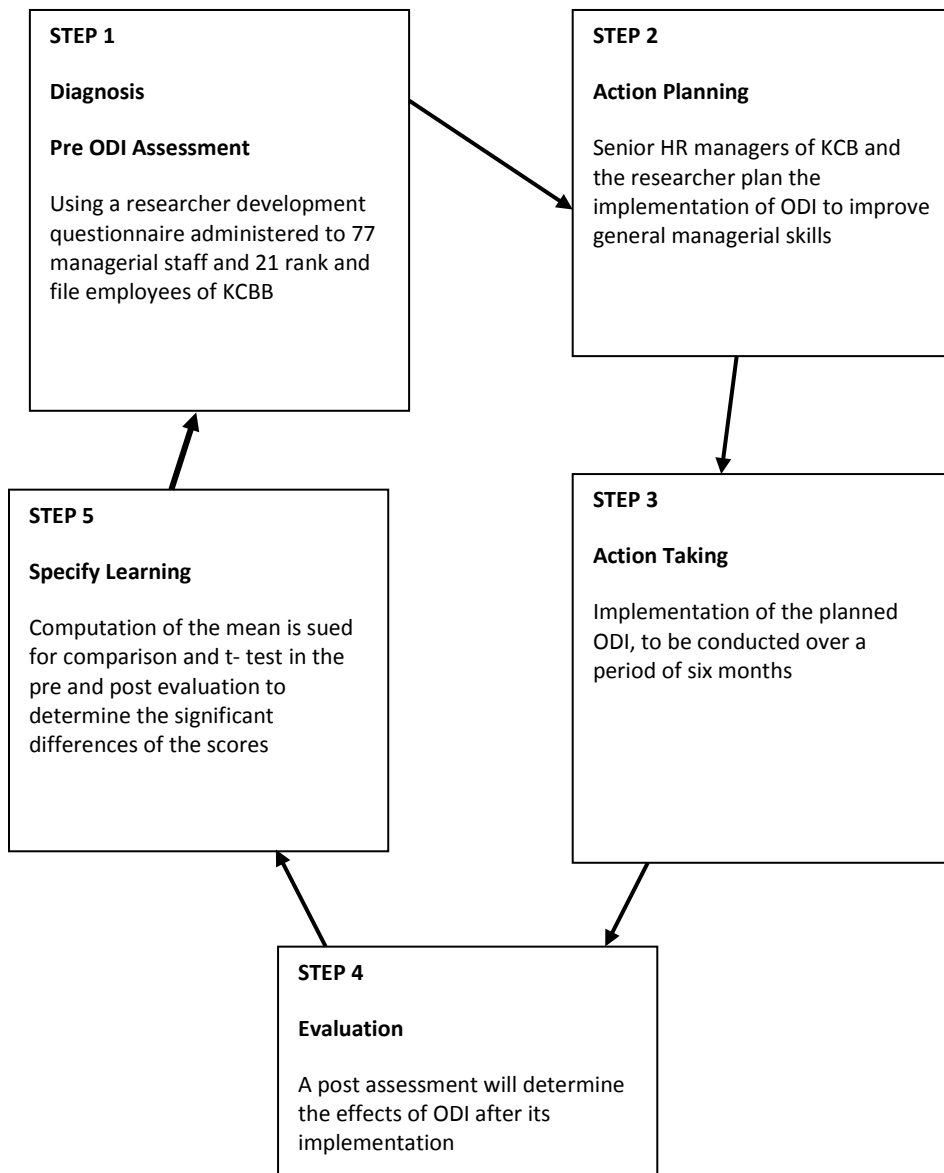 STEP 1
Diagnosis
Pre ODI Assessment
Using a researcher development
questionnaire administered to 77
managerial staff and 21 rank and
file employees of KCBB
STEP 2
Action Planning
Senior HR managers of KCB and
the researcher plan the
implementation of ODI to improve
general managerial skills
STEP 3
Action Taking
Implementation of the planned
ODI, to be conducted over a
period of six months
STEP 4
Evaluation
A post assessment will determine
the effects of ODI after its
implementation
STEP 5
Specify Learning
Computation of the mean is sued
for comparison and t- test in the
pre and post evaluation to
determine the significant
differences of the scores